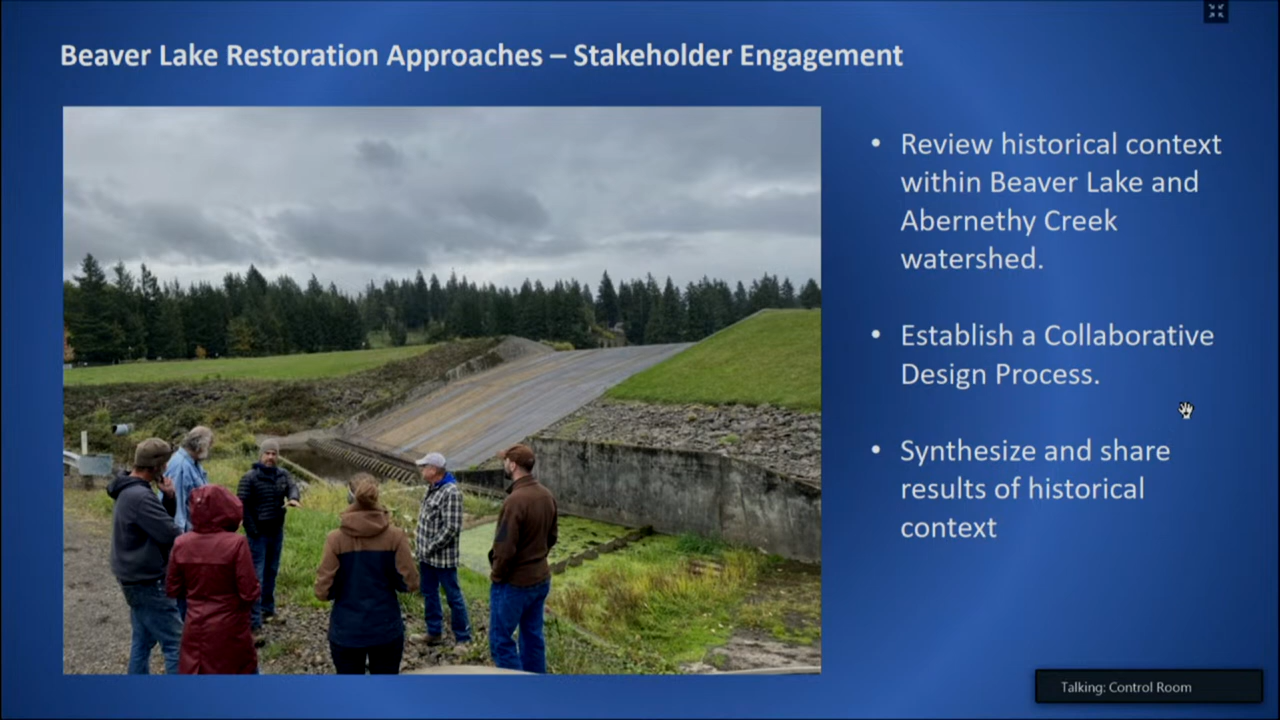 Beaver Lake Restoration Approaches – Stakeholder Engagement
• Review historical context
within Beaver Lake and
Abernethy Creek
watershed.
• Establish a Collaborative
Design Process.
• Synthesize and share
results of historical
context
Talking: Control Room